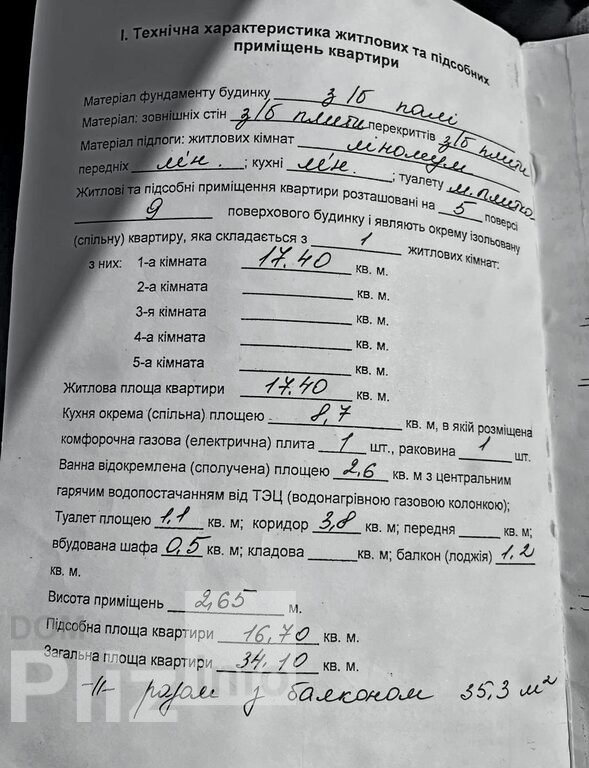 І. Технічна характеристика житлових та підсобних
приміщень квартири
Матеріал фундаменту будинку з/б палі
Матеріал: зовнішніх стін з/б плити перекриттів з/б плити
Матеріал підлоги: житлових кімнат лінолеум
передніх лін. ; кухні лін. ; туалету м.плитка
Житлові та підсобні приміщення квартири розташовані на 5 поверсі
9 поверхового будинку і являють окрему ізольовану
(спільну) квартиру, яка складається з 1 житлових кімнат:
з них: 1-а кімната 17.40 кв. м.
2-а кімната кв. м.
3-я кімната кв. м.
4-а кімната кв. м.
5-а кімната кв. м.
Житлова площа квартири 17.40 кв. м.
Кухня окрема (спільна) площею 8,7 кв. м, в якій розміщена
комфорочна газова (електрична) плита 1 шт., раковина 1 шт.
Ванна відокремлена (сполучена) площею 2,6 кв. м з центральним
гарячим водопостачанням від ТЭЦ (водонагрівною газовою колонкою);
Туалет площею 1,1 кв. м; коридор 3,8 кв. м; передня кв. м;
вбудована шафа 0,5 кв. м; кладова кв. м; балкон (лоджія) 1.2
кв. м.
Висота приміщень 2,65 м.
Підсобна площа квартири 16,70 кв. м.
Загальна площа квартири 34,10 кв. м.
-//- разом з балконом 35,3 м²
DOM
Pliz
info